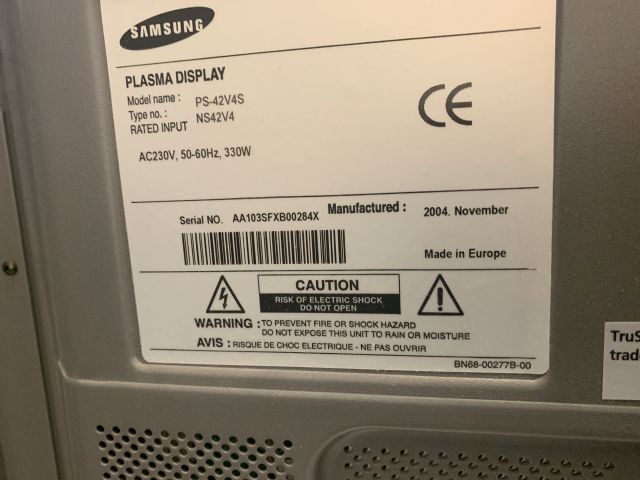 SAMSUNG
PLASMA DISPLAY
Model name : PS-42V4S
Type no. : NS42V4
RATED INPUT
AC230V, 50-60Hz, 330W
CE
Serial NO. AA103SFXB00284X Manufactured : 2004. November
Made in Europe
CAUTION
RISK OF ELECTRIC SHOCK
DO NOT OPEN
WARNING : TO PREVENT FIRE OR SHOCK HAZARD
DO NOT EXPOSE THIS UNIT TO RAIN OR MOISTURE
AVIS : RISQUE DE CHOC ELECTRIQUE - NE PAS OUVRIR
BN68-00277B-00
TruS
trade